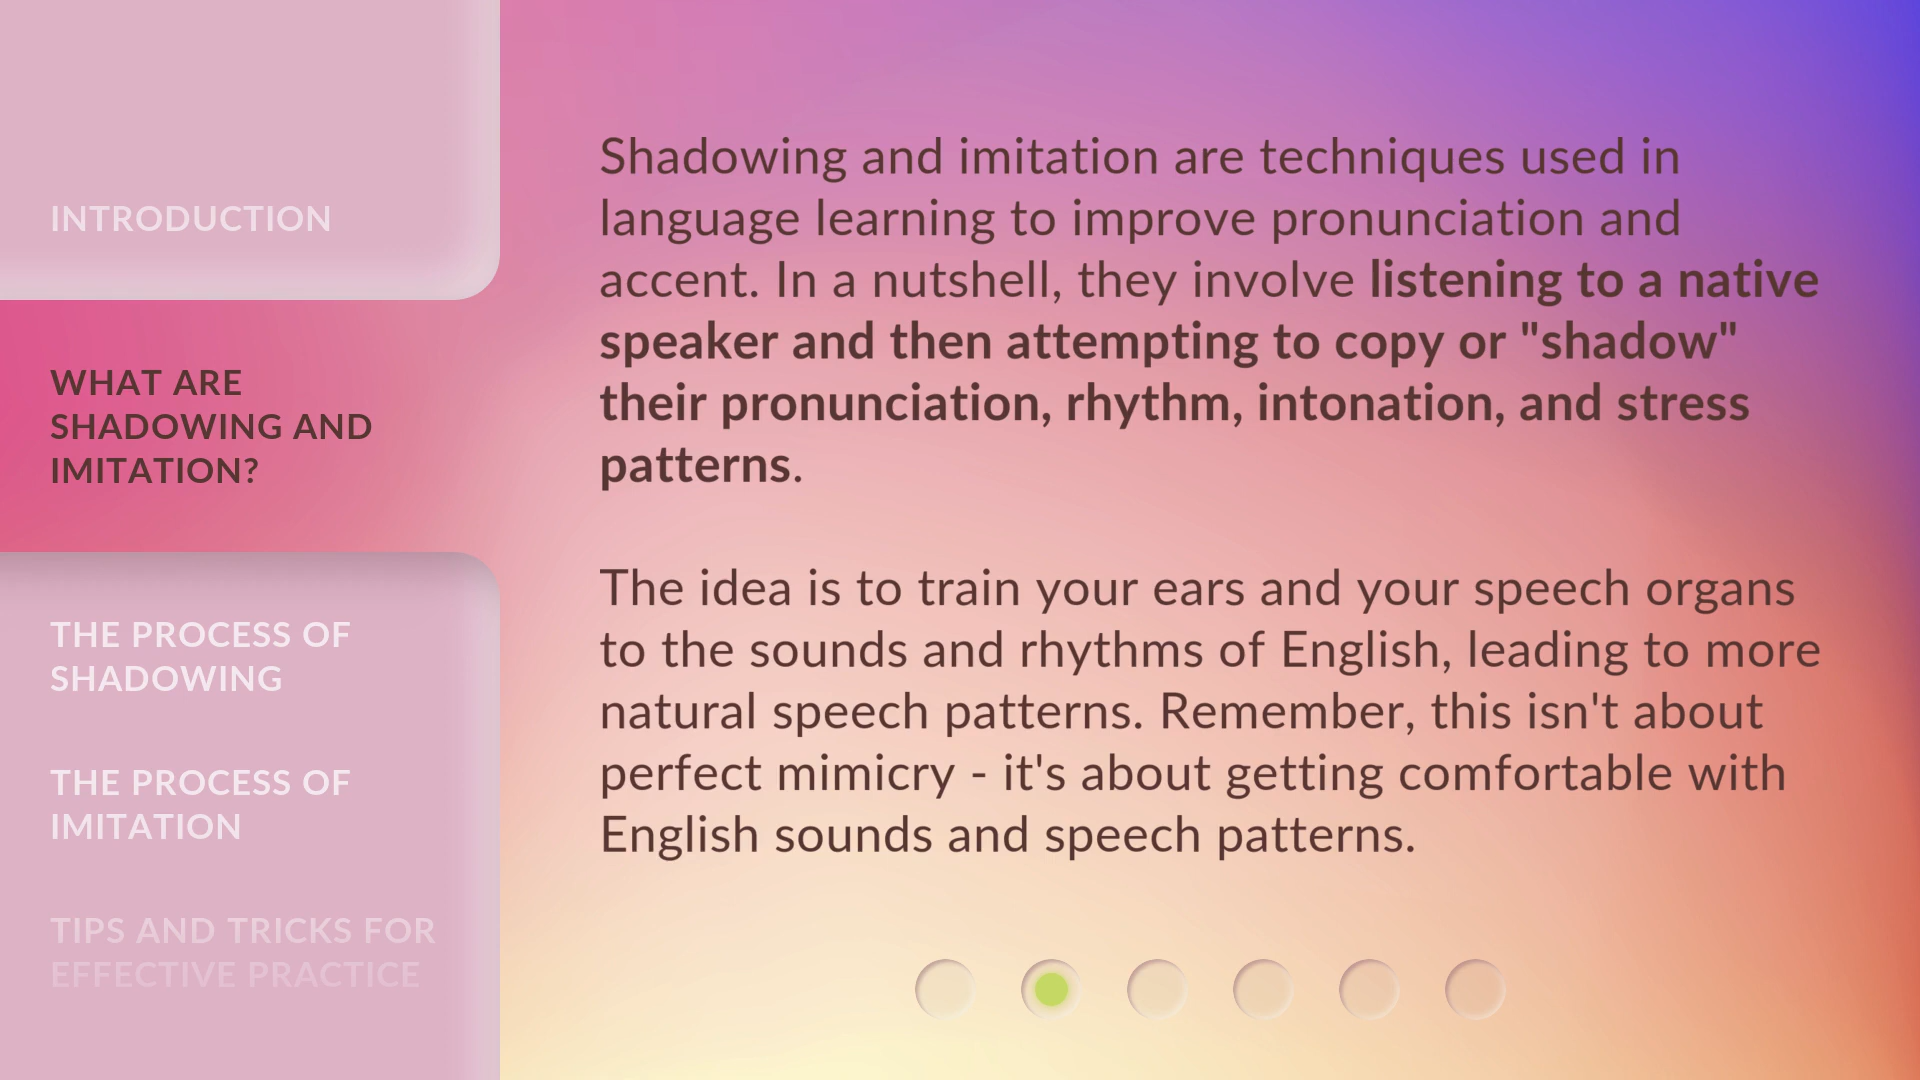 INTRODUCTION
WHAT ARE
SHADOWING AND
IMITATION?
THE PROCESS OF
SHADOWING
THE PROCESS OF
IMITATION
TIPS AND TRICKS FOR
EFFECTIVE PRACTICE
Shadowing and imitation are techniques used in
language learning to improve pronunciation and
accent. In a nutshell, they involve listening to a native
speaker and then attempting to copy or "shadow"
their pronunciation, rhythm, intonation, and stress
patterns.
The idea is to train your ears and your speech organs
to the sounds and rhythms of English, leading to more
natural speech patterns. Remember, this isn't about
perfect mimicry - it's about getting comfortable with
English sounds and speech patterns.